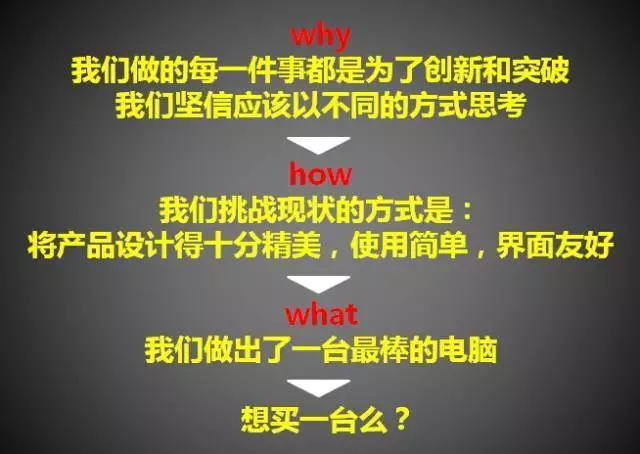 why
我们做的每一件事都是为了创新和突破
我们坚信应该以不同的方式思考
how
我们挑战现状的方式是：
将产品设计得十分精美，使用简单，界面友好
what
我们做出了一台最棒的电脑
想买一台么？